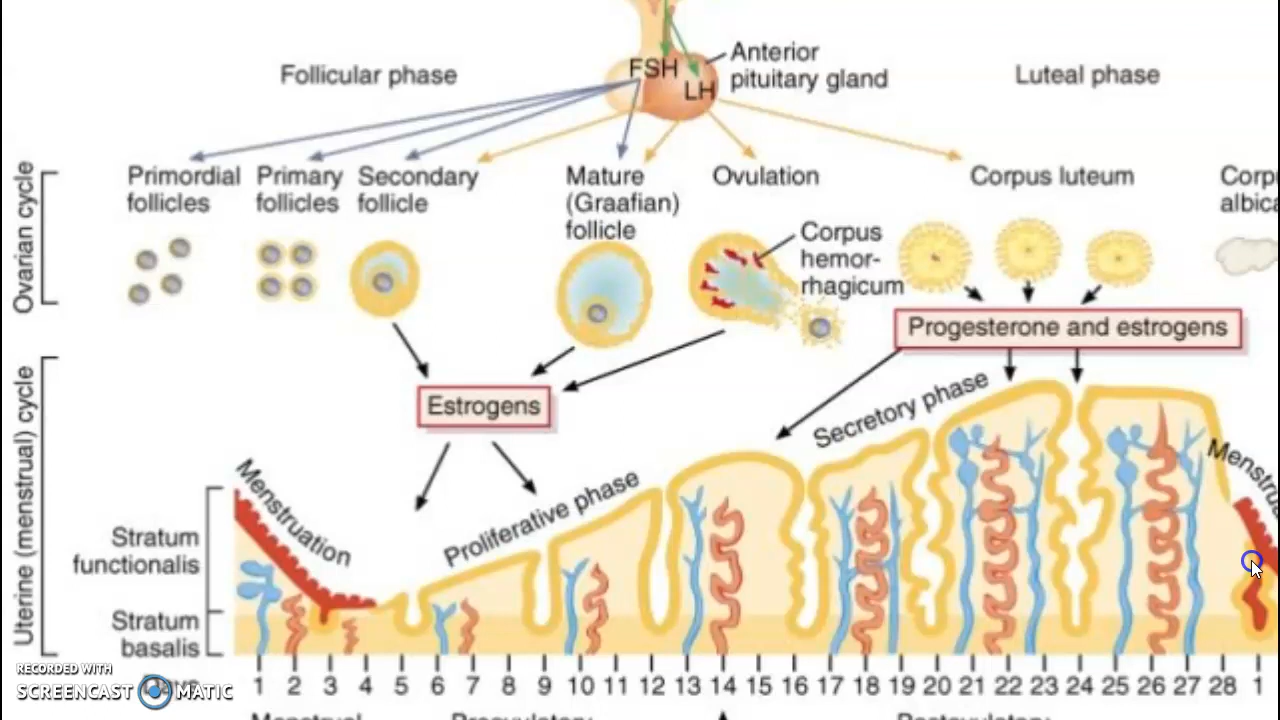 Follicular phase
FSH
LH
Anterior
pituitary gland
Luteal phase
Ovarian cycle
Primordial
follicles
Primary
follicles
Secondary
follicle
Mature
(Graafian)
follicle
Ovulation
Corpus
hemor-
rhagicum
Corpus luteum
Progesterone and estrogens
Estrogens
Uterine (menstrual) cycle
Menstruation
Proliferative phase
Secretory phase
Stratum
functionalis
Stratum
basalis
RECORDED WITH
SCREENCAST MATIC
1 2 3 4 5 6 7 8 9 10 11 12 13 14 15 16 17 18 19 20 21 22 23 24 25 26 27 28 1